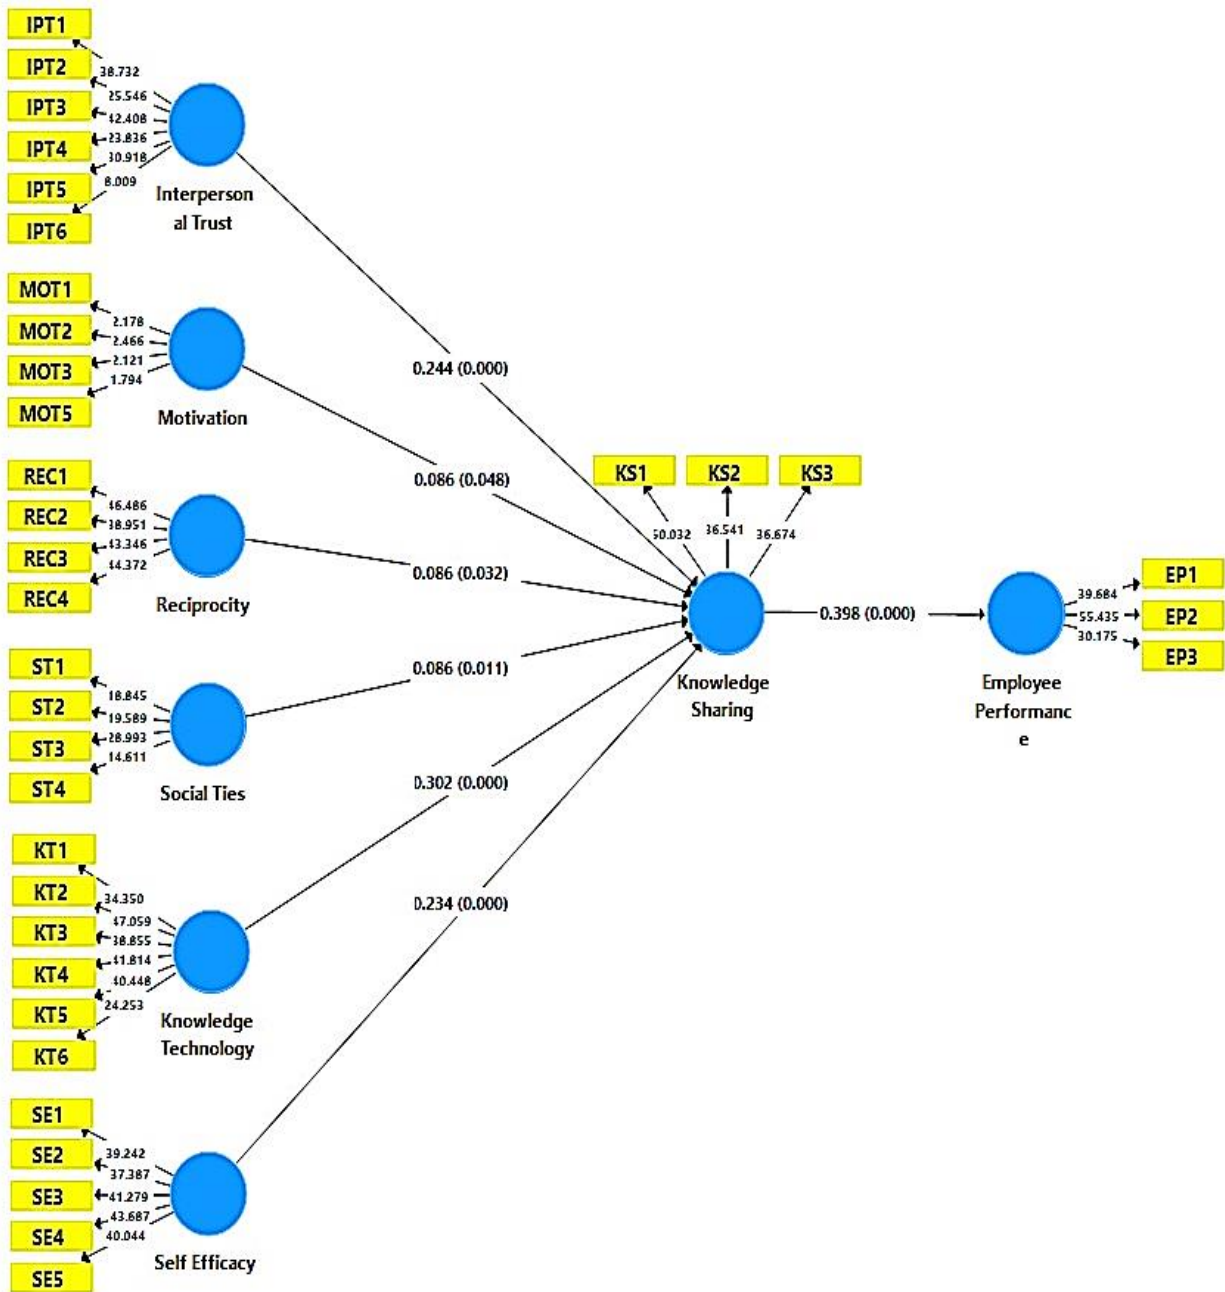 IPT1
IPT2
IPT3
IPT4
IPT5
IPT6
38.732
25.546
42.408
23.836
30.918
8.009
Interperson
al Trust
MOT1
MOT2
MOT3
MOT5
2.178
2.466
2.121
1.794
Motivation
REC1
REC2
REC3
REC4
46.486
38.951
43.346
44.372
Reciprocity
ST1
ST2
ST3
ST4
18.845
19.589
28.993
14.611
Social Ties
KT1
KT2
KT3
KT4
KT5
KT6
34.350
47.059
38.855
41.814
40.448
24.253
Knowledge
Technology
SE1
SE2
SE3
SE4
SE5
39.242
37.387
41.279
43.687
40.044
Self Efficacy
0.244 (0.000)
0.086 (0.048)
0.086 (0.032)
0.086 (0.011)
0.302 (0.000)
0.234 (0.000)
KS1
KS2
KS3
50.032
36.541
36.674
Knowledge
Sharing
0.398 (0.000)
Employee
Performanc
e
39.684
55.435
30.175
EP1
EP2
EP3